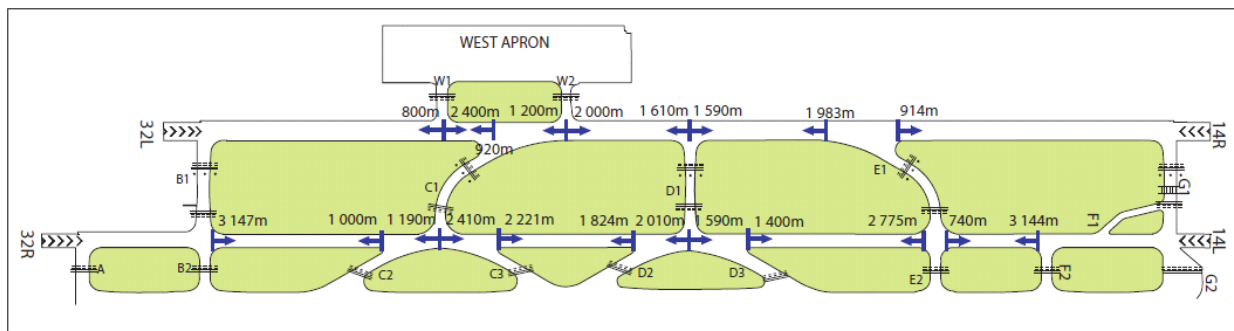 WEST APRON
W1 W2
800m 2 400m 1 200m 2 000m 1 610m 1 590m 1 983m 914m
32L 14R
920m
B1 C1 D1 E1 G1
3 147m 1 000m 1 190m 2 410m 2 221m 1 824m 2 010m 1 590m 1 400m 2 775m 740m 3 144m F1
32R 14L
A B2 C2 C3 D2 D3 E2 F2 G2